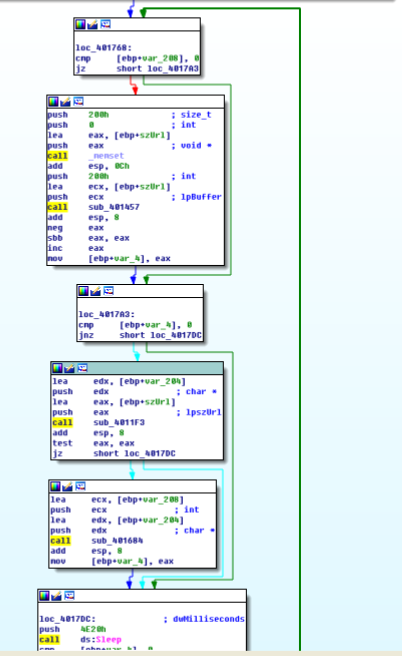 loc_401768:
cmp [ebp+var_208], 0
jz short loc_4017A3
push 200h ; size_t
push 0 ; int
lea eax, [ebp+szUrl]
push eax ; void *
call _memset
add esp, 0Ch
push 200h ; int
lea ecx, [ebp+szUrl]
push ecx ; lpBuffer
call sub_401457
add esp, 8
neg eax
sbb eax, eax
inc eax
mov [ebp+var_4], eax
loc_4017A3:
cmp [ebp+var_4], 0
jnz short loc_4017DC
lea edx, [ebp+var_204]
push edx ; char *
lea eax, [ebp+szUrl]
push eax ; lpszUrl
call sub_4011F3
add esp, 8
test eax, eax
jz short loc_4017DC
lea ecx, [ebp+var_208]
push ecx ; int
lea edx, [ebp+var_204]
push edx ; char *
call sub_401684
add esp, 8
mov [ebp+var_4], eax
loc_4017DC: ; dwMilliseconds
push 4E20h
call ds:Sleep